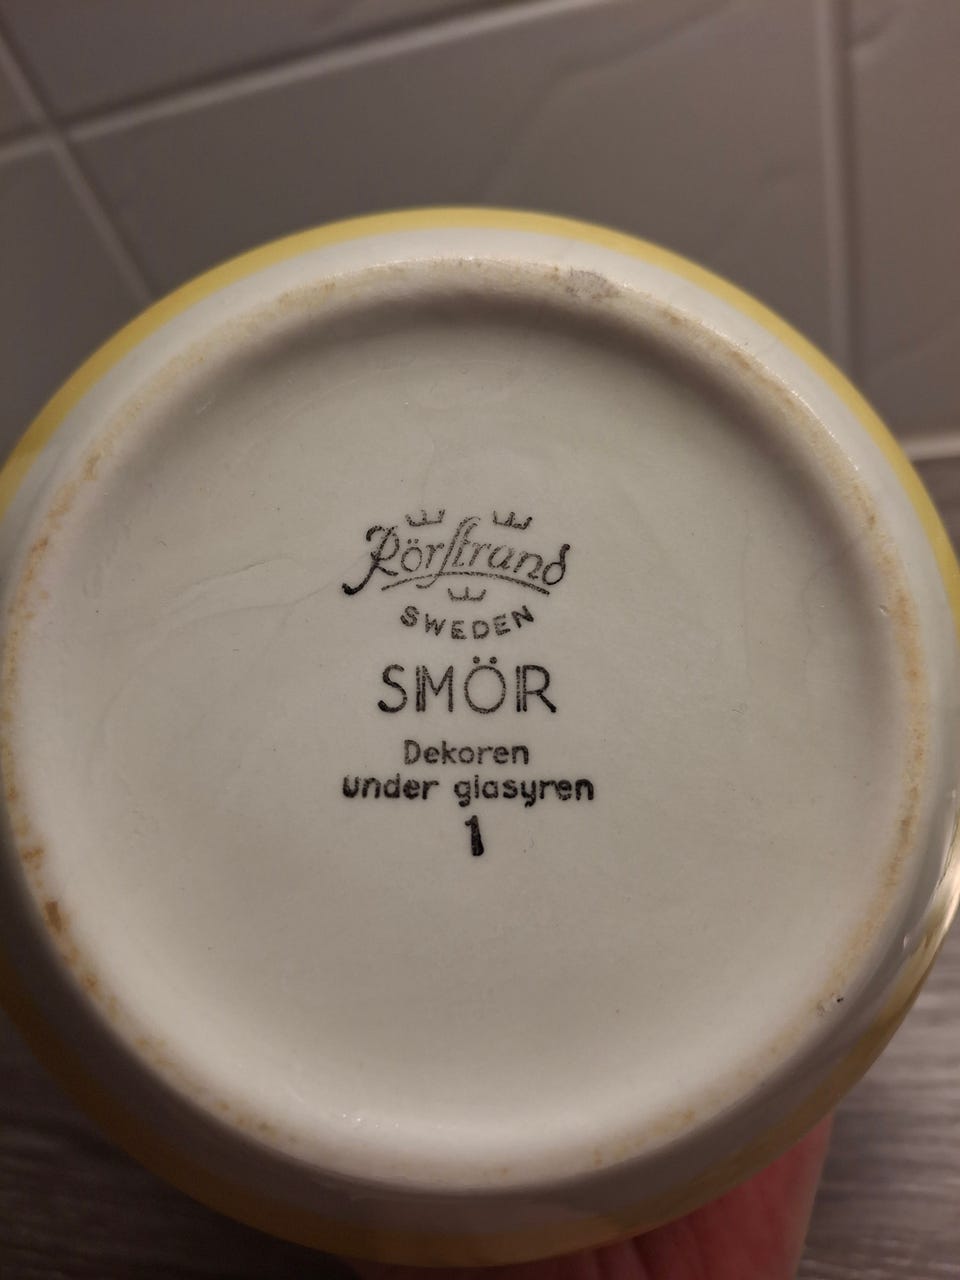 Rörstrand
SWEDEN
SMÖR
Dekoren
under glasyren
1